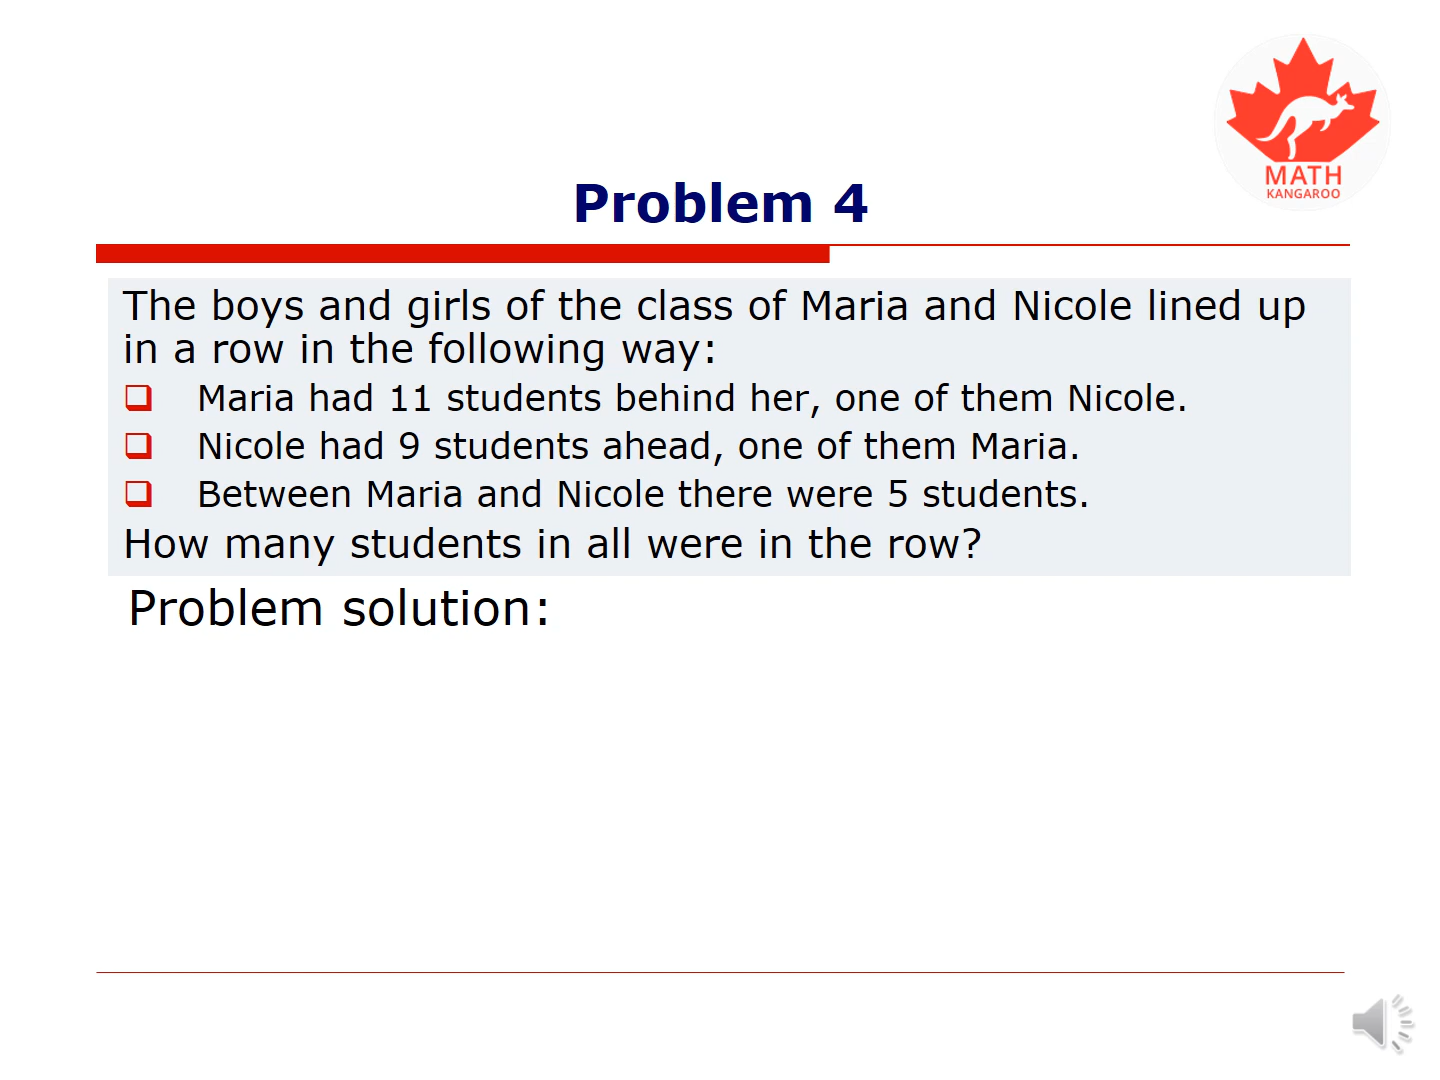 MATH
KANGAROO
Problem 4
The boys and girls of the class of Maria and Nicole lined up
in a row in the following way:
Maria had 11 students behind her, one of them Nicole.
Nicole had 9 students ahead, one of them Maria.
Between Maria and Nicole there were 5 students.
How many students in all were in the row?
Problem solution: